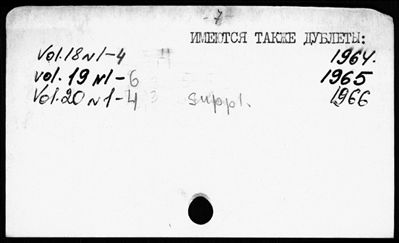 - 7
ИМЕЮТСЯ ТАКЖЕ ДУБЛЕТЫ:
Vol.18 N1-4 1964.
Vol. 19 N1-6 1965
Vol.20 N1-4 suppl. 1966